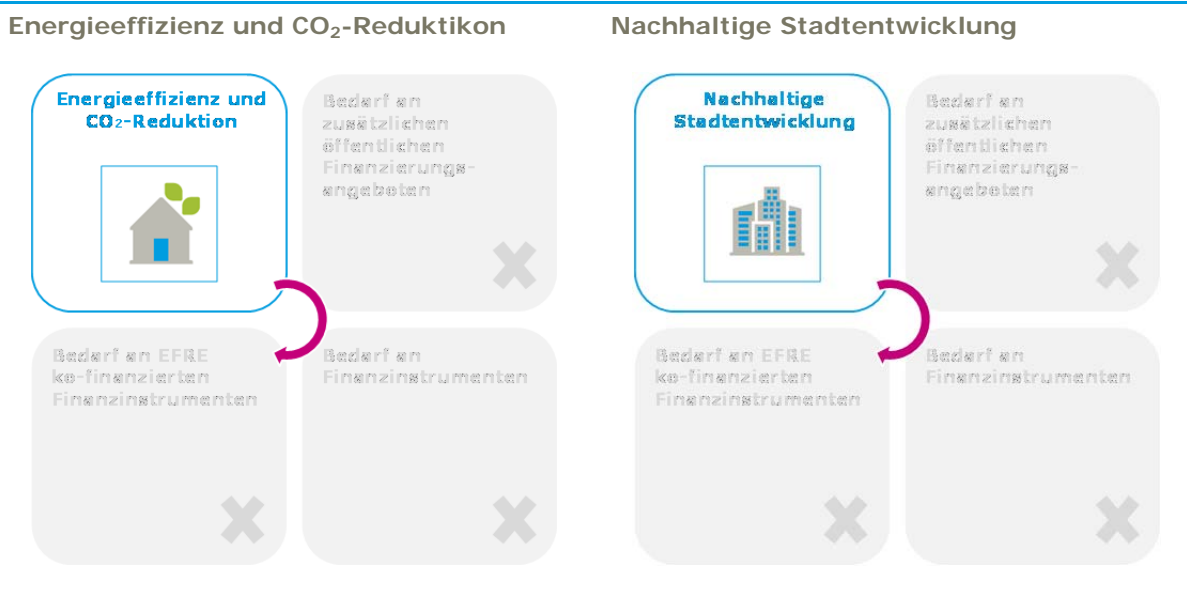 Energieeffizienz und CO₂-Reduktikon
Nachhaltige Stadtentwicklung
Energieeffizienz und
CO₂-Reduktion
Bedarf an
zusätzlichen
öffentlichen
Finanzierungs-
angeboten
Bedarf an EFRE
ko-finanzierten
Finanzinstrumenten
Bedarf an
Finanzinstrumenten
Nachhaltige
Stadtentwicklung
Bedarf an
zusätzlichen
öffentlichen
Finanzierungs-
angeboten
Bedarf an EFRE
ko-finanzierten
Finanzinstrumenten
Bedarf an
Finanzinstrumenten